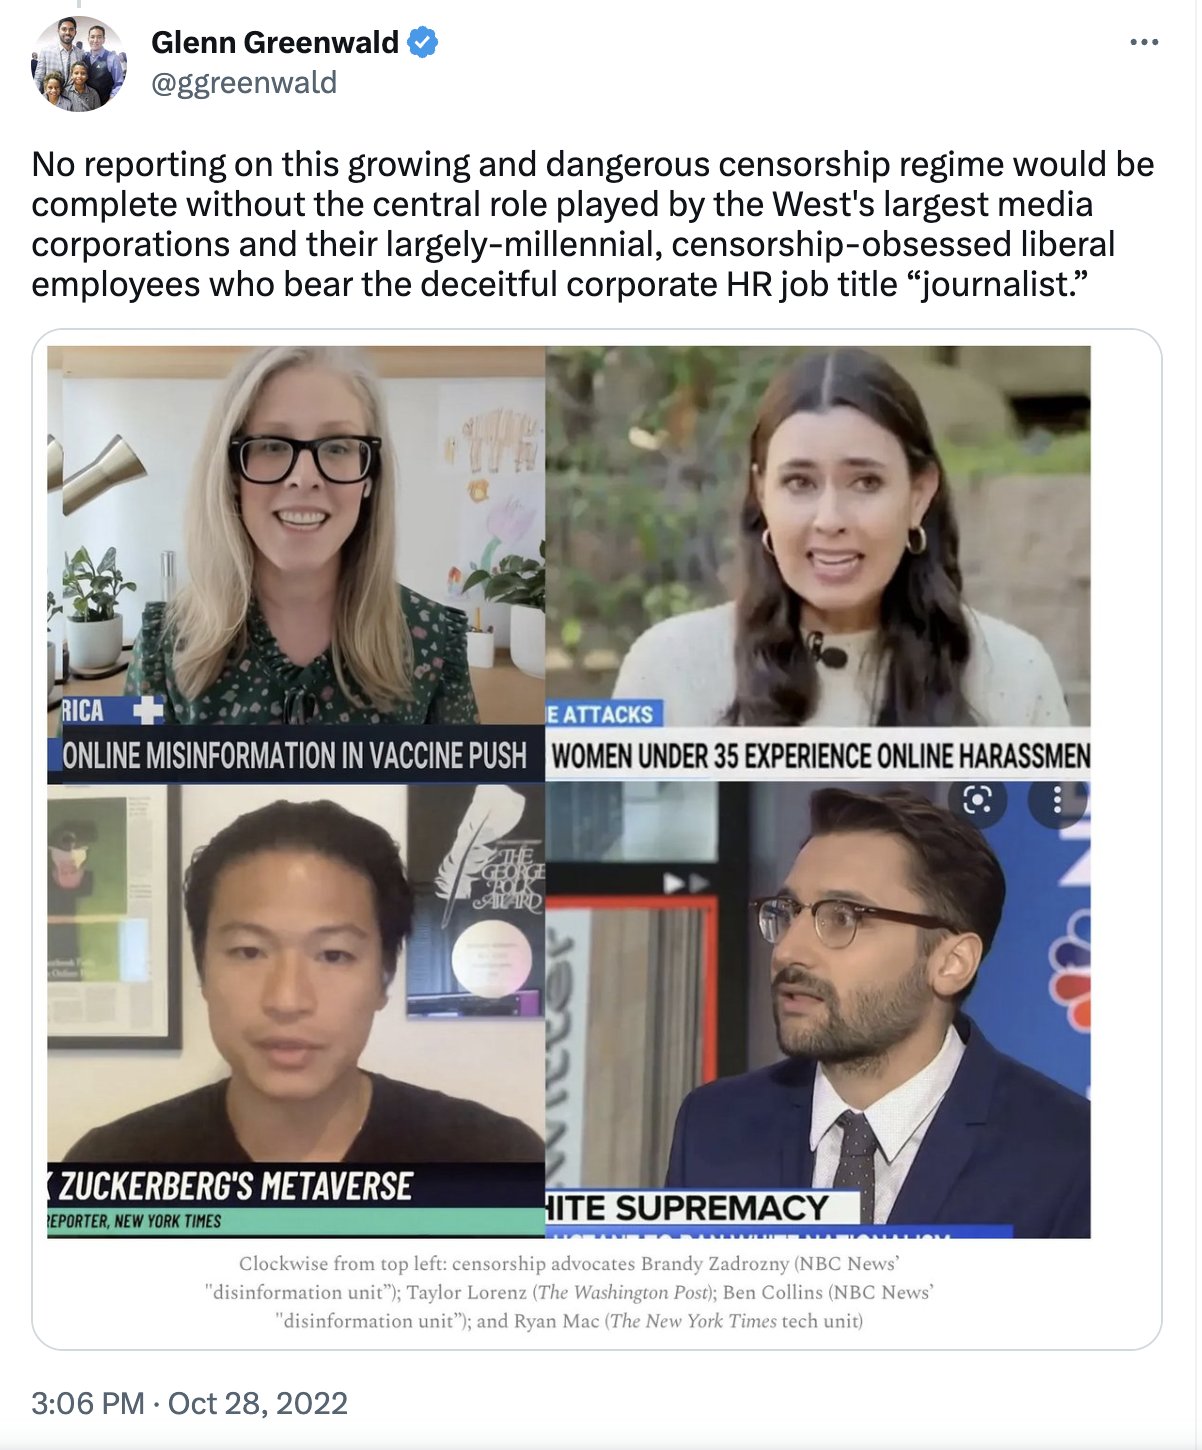 Glenn Greenwald
@ggreenwald
No reporting on this growing and dangerous censorship regime would be
complete without the central role played by the West's largest media
corporations and their largely-millennial, censorship-obsessed liberal
employees who bear the deceitful corporate HR job title “journalist.”
RICA
ONLINE MISINFORMATION IN VACCINE PUSH
E ATTACKS
WOMEN UNDER 35 EXPERIENCE ONLINE HARASSMEN
THE
GEORGE
POLK
AWARD
ZUCKERBERG'S METAVERSE
REPORTER, NEW YORK TIMES
HITE SUPREMACY
Clockwise from top left: censorship advocates Brandy Zadrozny (NBC News’
"disinformation unit”); Taylor Lorenz (The Washington Post); Ben Collins (NBC News’
"disinformation unit”); and Ryan Mac (The New York Times tech unit)
3:06 PM · Oct 28, 2022